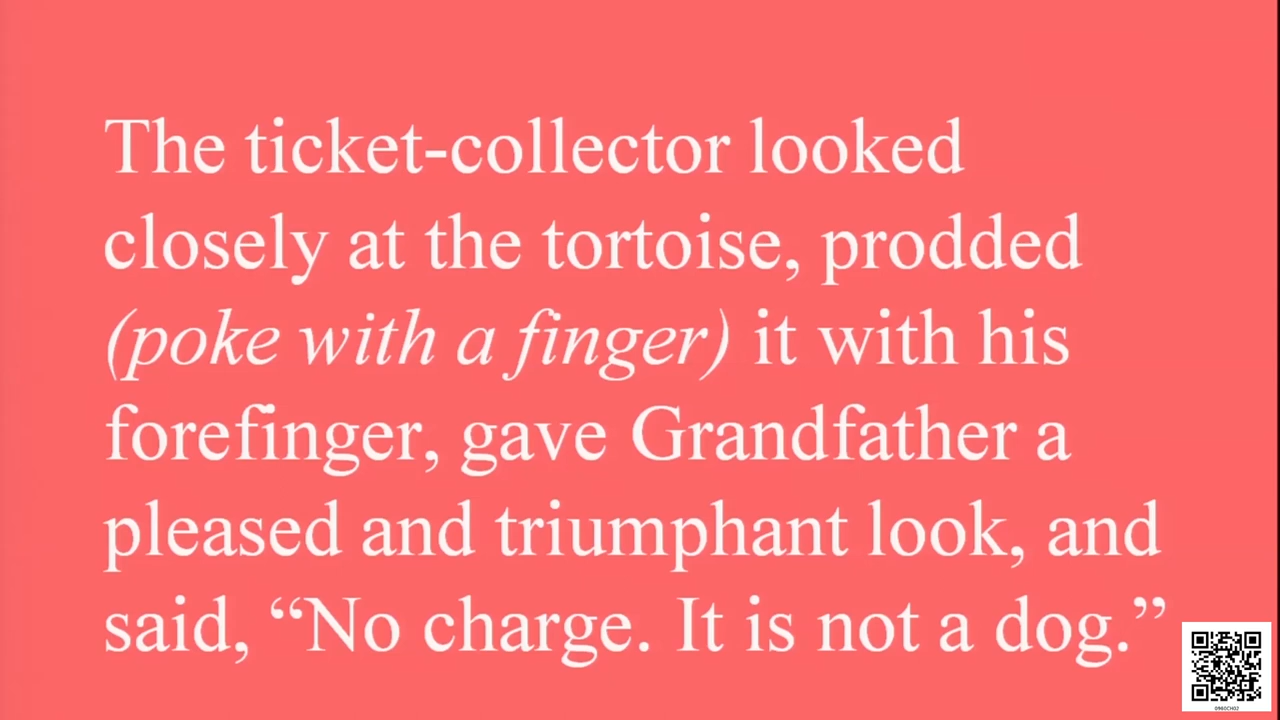 The ticket-collector looked
closely at the tortoise, prodded
(poke with a finger) it with his
forefinger, gave Grandfather a
pleased and triumphant look, and
said, “No charge. It is not a dog.”
0960CH02